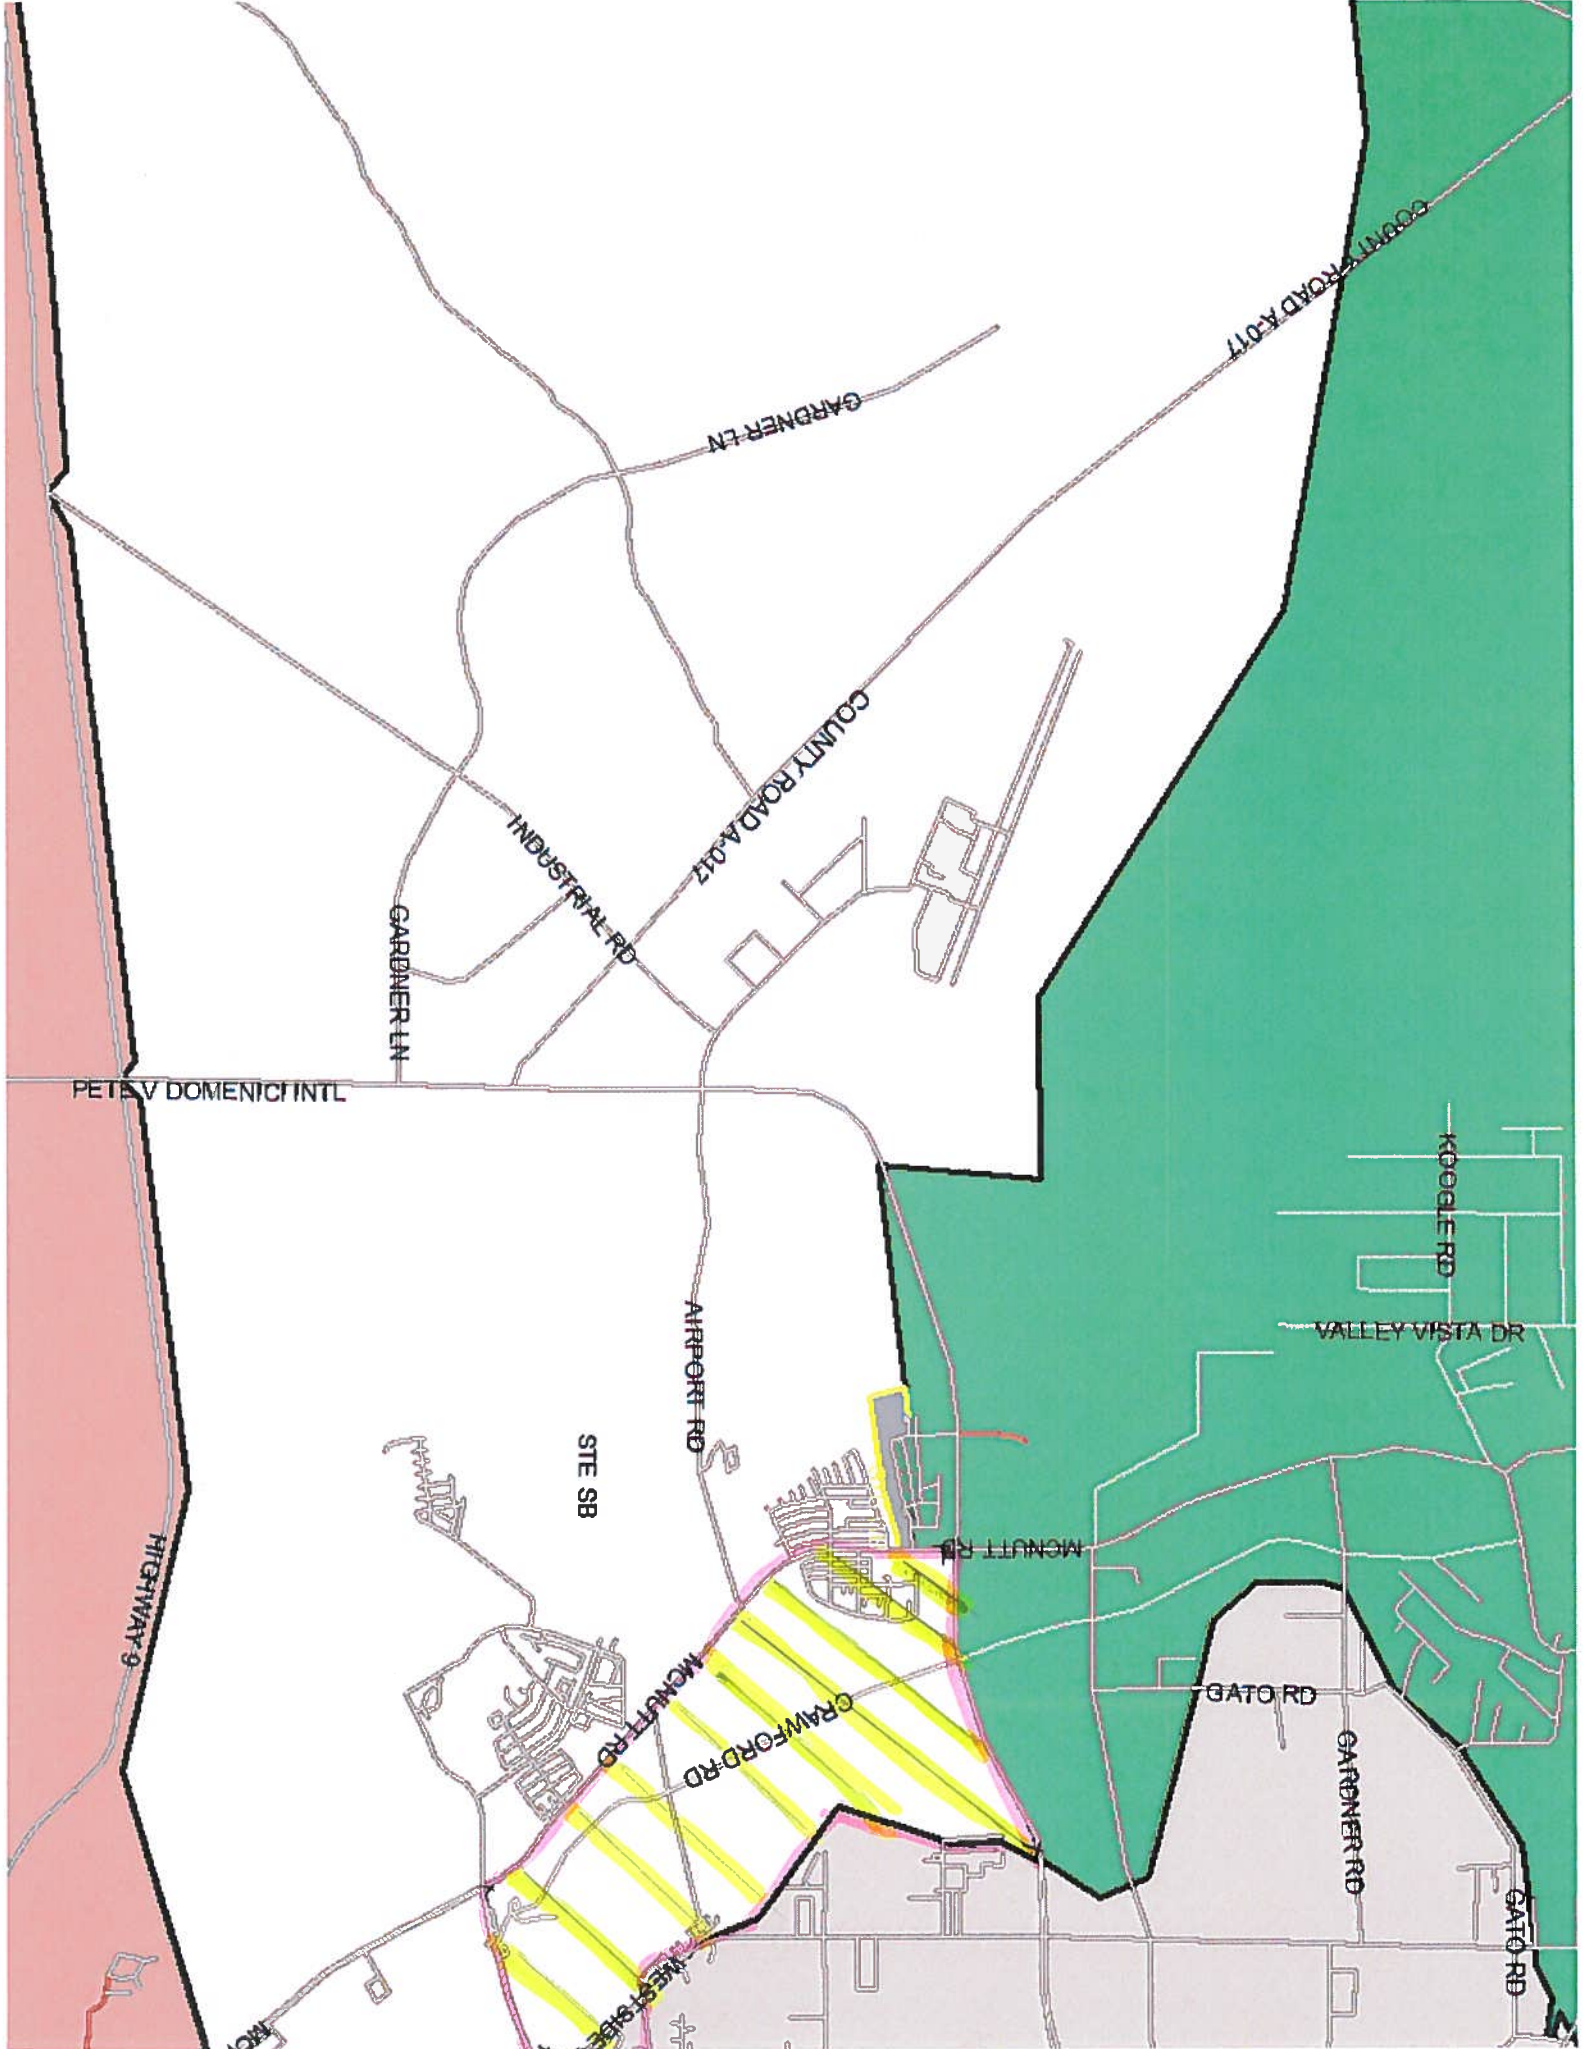 COUNTY ROAD A-017
GARDNER LN
COUNTY ROAD A-017
INDUSTRIAL RD
GARDNER LN
PETE V DOMENICI INTL
KOOGLE RD
VALLEY VISTA DR
AIRPORT RD
STE SB
MCNUTT RD
HIGHWAY 9
MCNUTT RD
CRAWFORD RD
GATO RD
GARDNER RD
GATO RD
WESTSIDE
MC